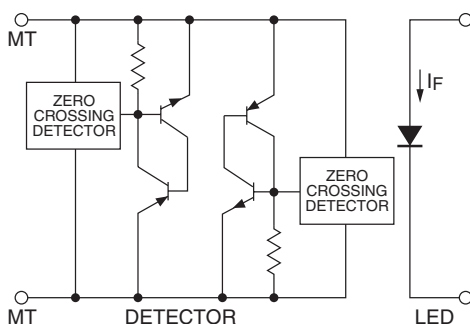 MT
ZERO
CROSSING
DETECTOR
IF
ZERO
CROSSING
DETECTOR
MT
DETECTOR
LED